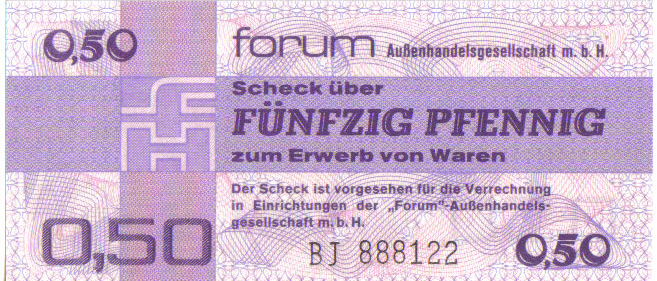 0,50
forum Außenhandelsgesellschaft m. b. H.
Scheck über
FÜNFZIG PFENNIG
zum Erwerb von Waren
Der Scheck ist vorgesehen für die Verrechnung
in Einrichtungen der „Forum“-Außenhandels-
gesellschaft m. b. H.
0,50
BJ 888122
0,50